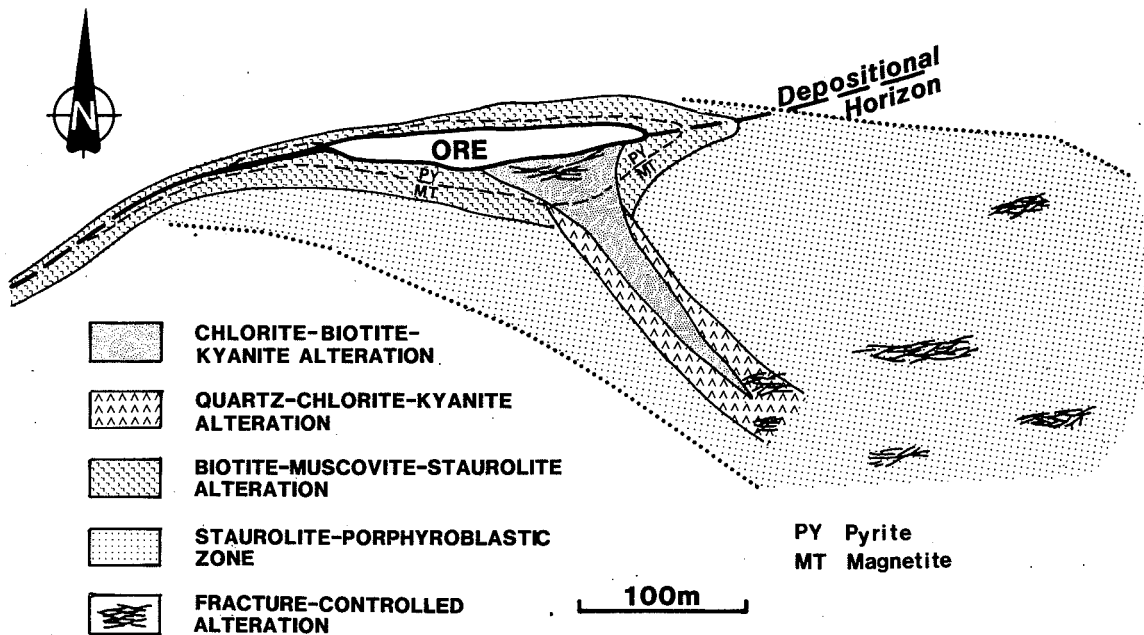 N
Depositional
Horizon
ORE
PY
MT
PY
MT
CHLORITE-BIOTITE-
KYANITE ALTERATION
QUARTZ-CHLORITE-KYANITE
ALTERATION
BIOTITE-MUSCOVITE-STAUROLITE
ALTERATION
STAUROLITE-PORPHYROBLASTIC
ZONE
FRACTURE-CONTROLLED
ALTERATION
PY Pyrite
MT Magnetite
100m